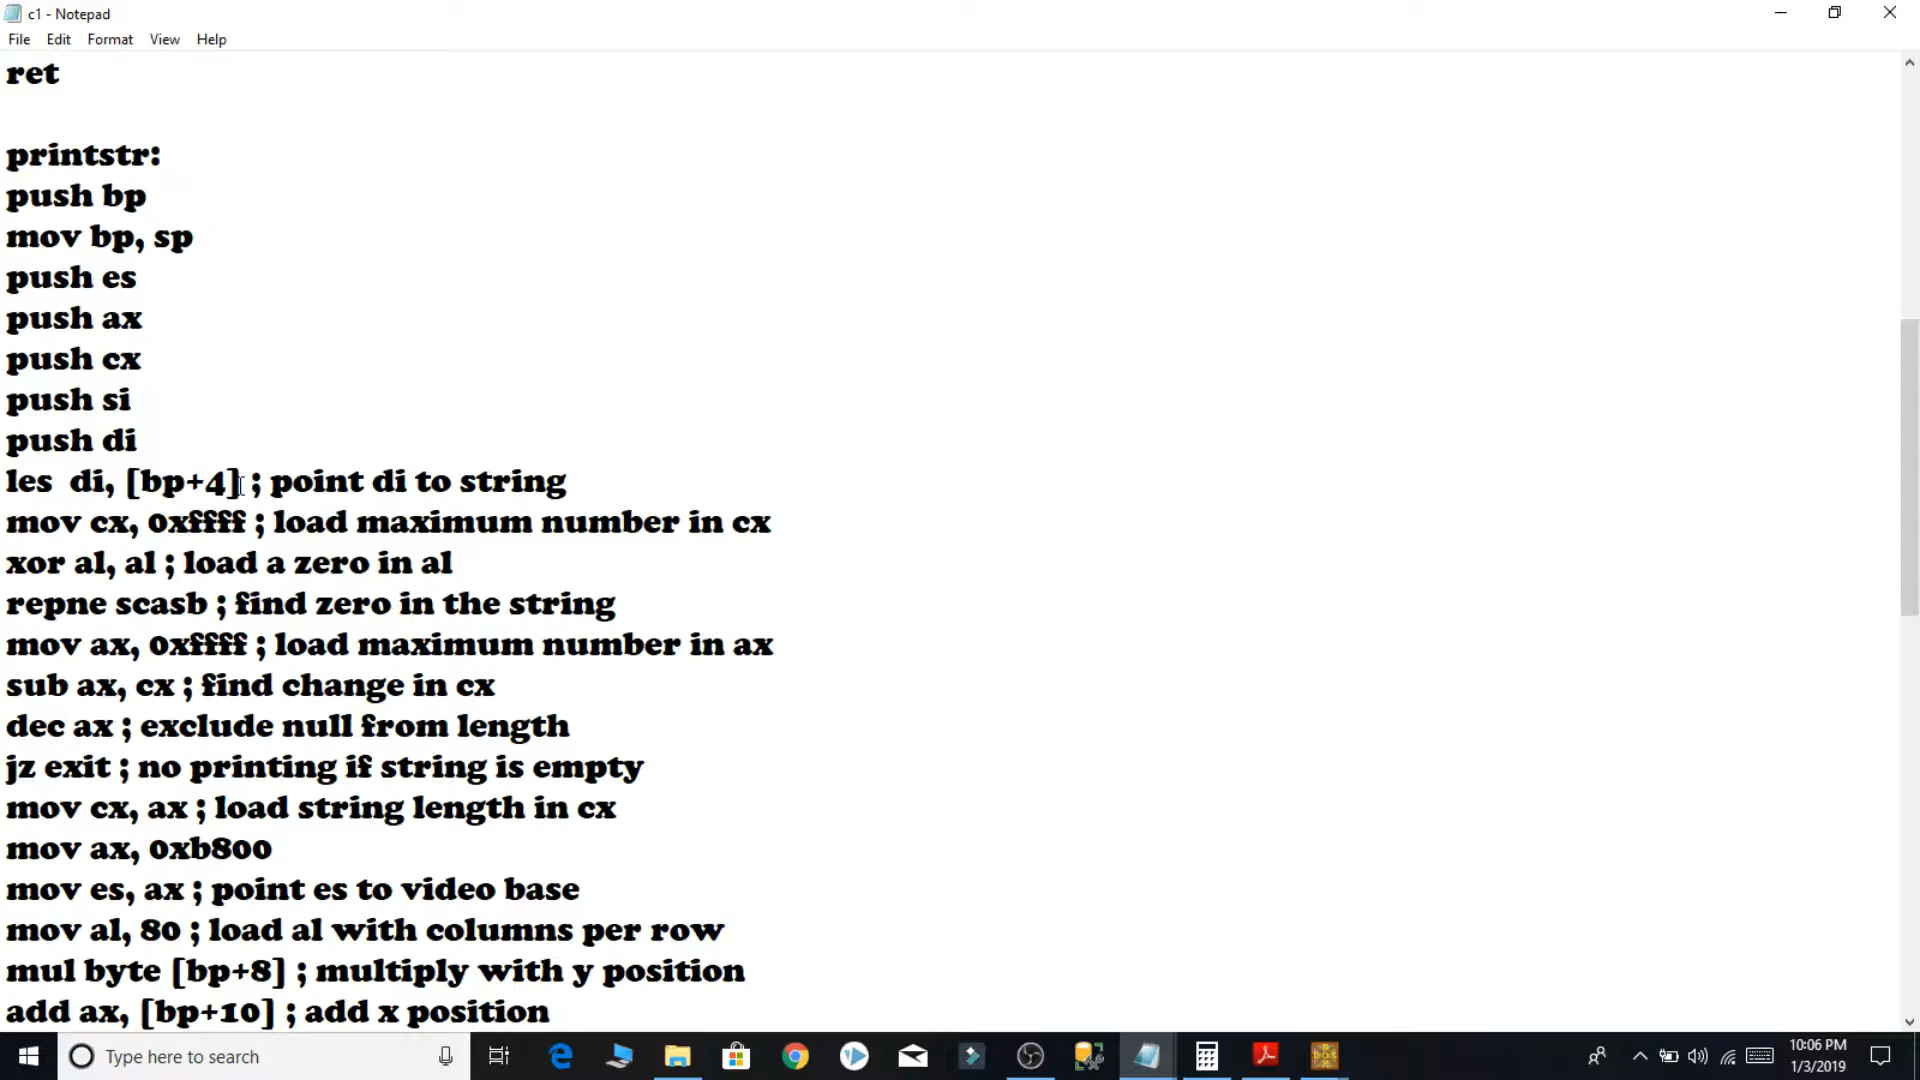 c1 - Notepad
File Edit Format View Help
ret
printstr:
push bp
mov bp, sp
push es
push ax
push cx
push si
push di
les  di, [bp+4] ; point di to string
mov cx, 0xffff ; load maximum number in cx
xor al, al ; load a zero in al
repne scasb ; find zero in the string
mov ax, 0xffff ; load maximum number in ax
sub ax, cx ; find change in cx
dec ax ; exclude null from length
jz exit ; no printing if string is empty
mov cx, ax ; load string length in cx
mov ax, 0xb800
mov es, ax ; point es to video base
mov al, 80 ; load al with columns per row
mul byte [bp+8] ; multiply with y position
add ax, [bp+10] ; add x position
Type here to search
10:06 PM
1/3/2019